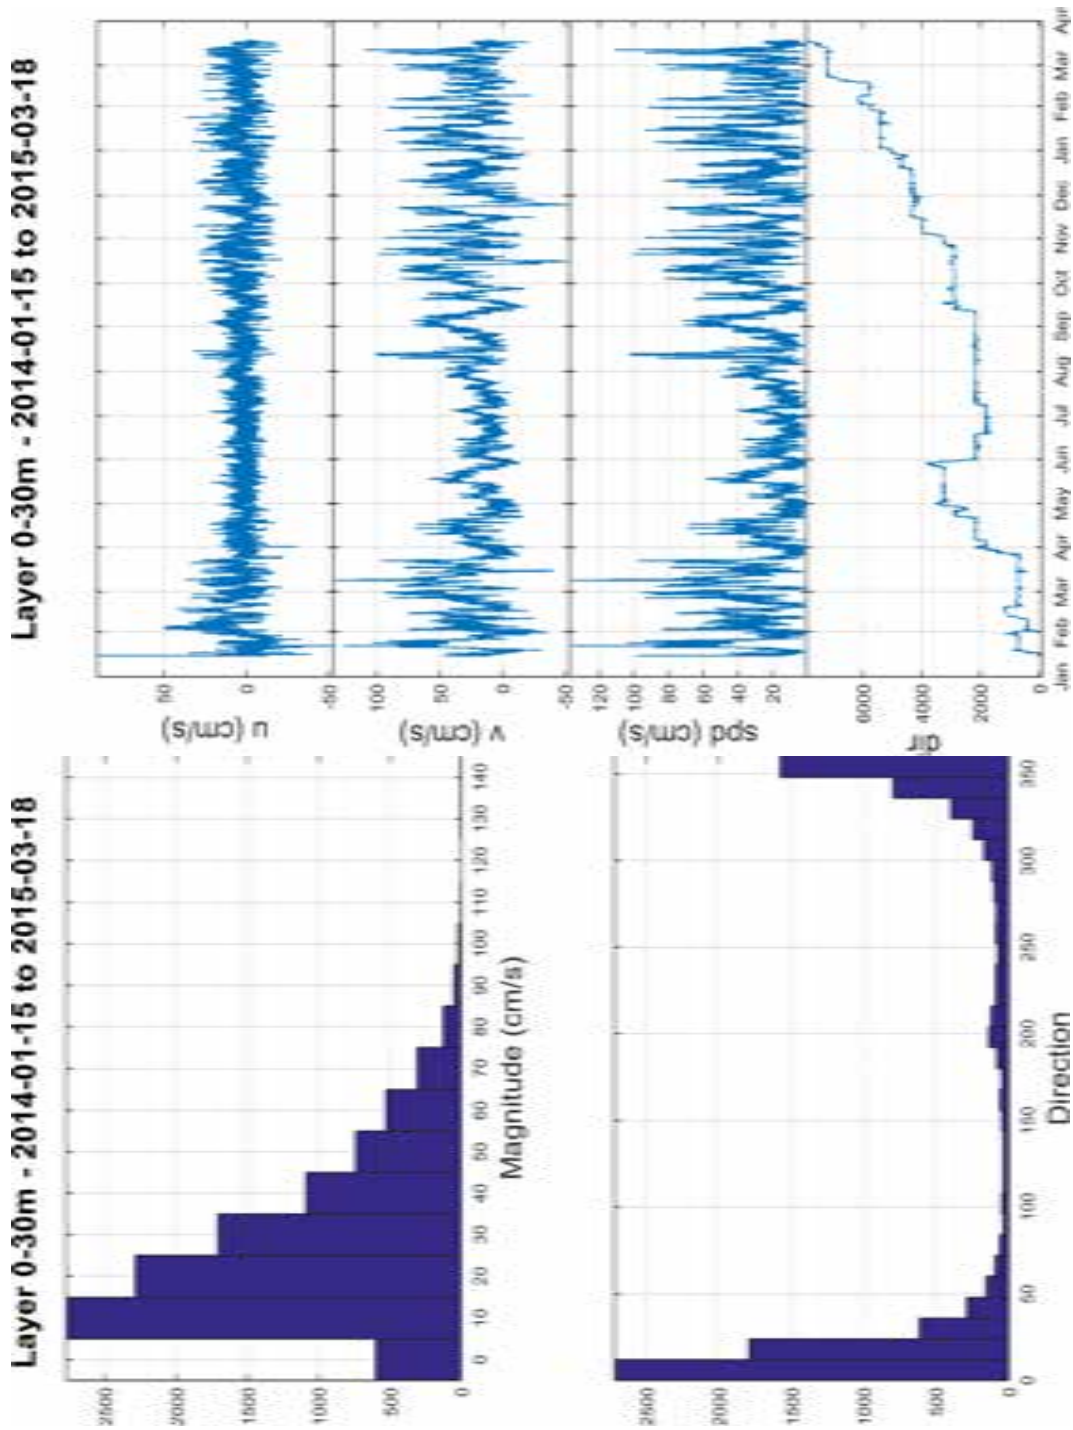 Layer 0-30m - 2014-01-15 to 2015-03-18
2500
2000
1500
1000
500
0
0 10 20 30 40 50 60 70 80 90 100 110 120 130 140
Magnitude (cm/s)
2500
2000
1500
1000
500
0
0 50 100 150 200 250 300 350
Direction
Layer 0-30m - 2014-01-15 to 2015-03-18
u (cm/s)
50
0
-50
v (cm/s)
100
50
0
-50
spd (cm/s)
120
100
80
60
40
20
dir
6000
4000
2000
0
Jan Feb Mar Apr May Jun Jul Aug Sep Oct Nov Dec Jan Feb Mar Apr